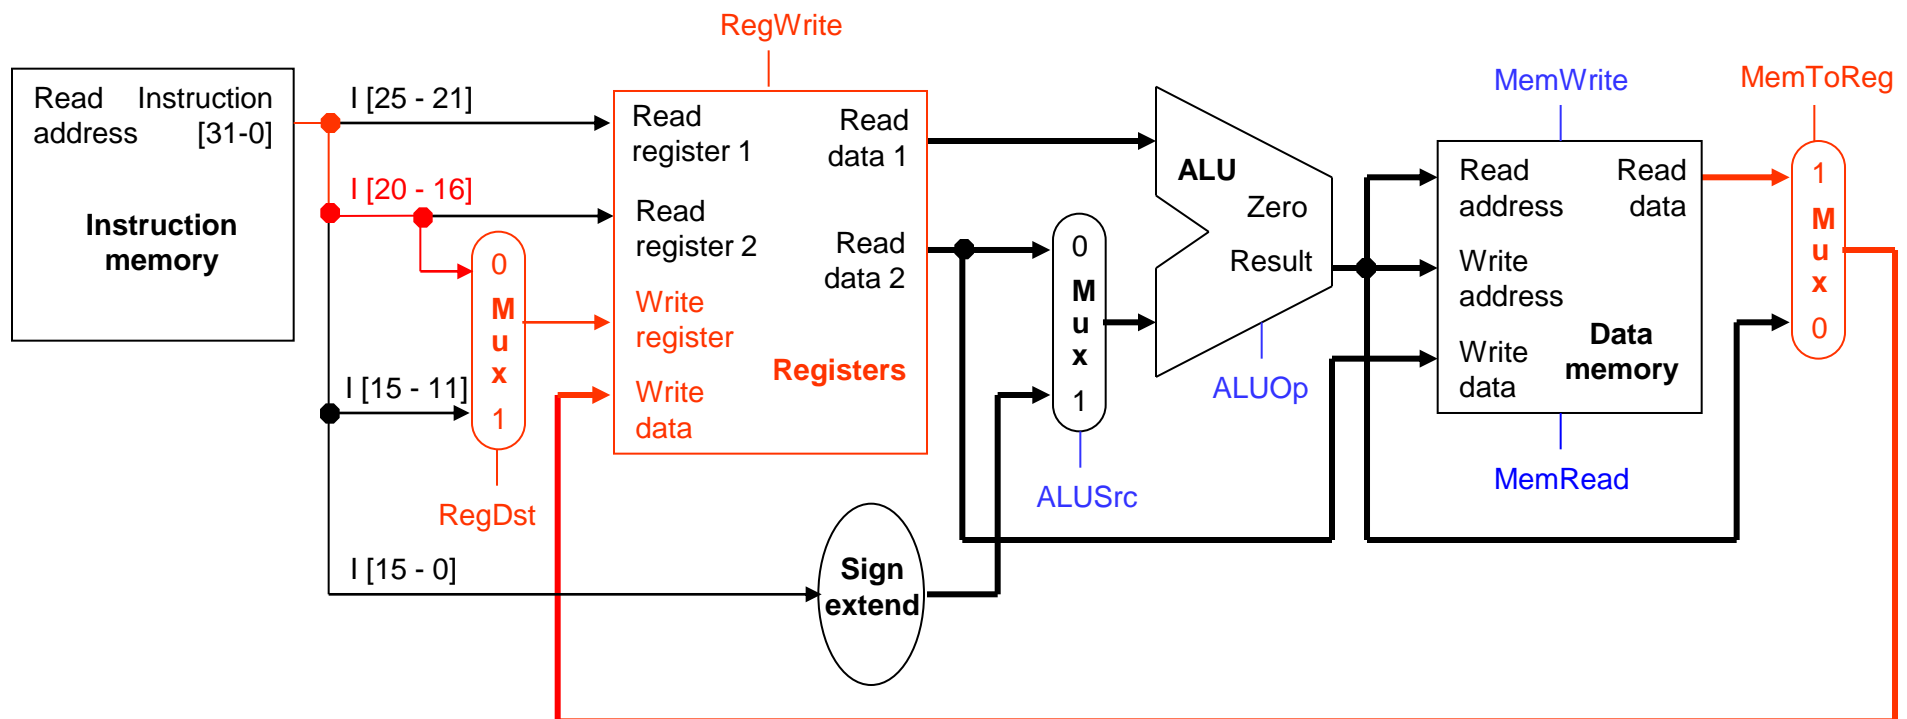 RegWrite
Read address
Instruction [31-0]
Instruction
memory
I [25 - 21]
I [20 - 16]
I [15 - 11]
I [15 - 0]
0
M
u
x
1
RegDst
Read
register 1
Read
register 2
Write
register
Write
data
Read
data 1
Read
data 2
Registers
Sign
extend
0
M
u
x
1
ALUSrc
ALU
Zero
Result
ALUOp
MemWrite
Read
address
Write
address
Write
data
Read
data
Data
memory
MemRead
MemToReg
1
M
u
x
0